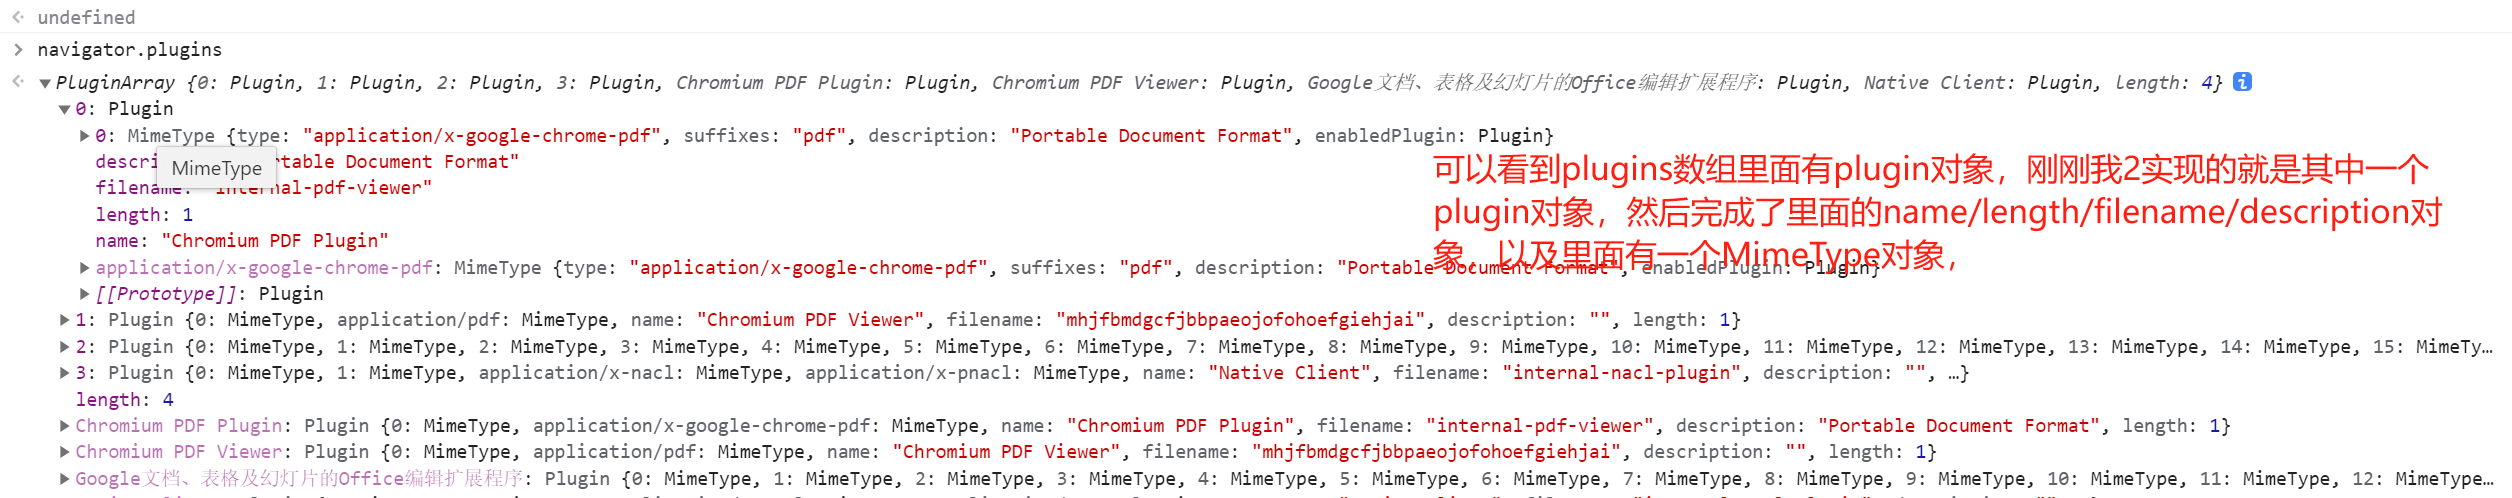 undefined
navigator.plugins
PluginArray {0: Plugin, 1: Plugin, 2: Plugin, 3: Plugin, Chromium PDF Plugin: Plugin, Chromium PDF Viewer: Plugin, Google文档、表格及幻灯片的Office编辑扩展程序: Plugin, Native Client: Plugin, length: 4} i
0: Plugin
0: MimeType {type: "application/x-google-chrome-pdf", suffixes: "pdf", description: "Portable Document Format", enabledPlugin: Plugin}
descri rtable Document Format"
MimeType
filename: "internal-pdf-viewer"
length: 1
name: "Chromium PDF Plugin"
可以看到plugins数组里面有plugin对象，刚刚我2实现的就是其中一个
plugin对象，然后完成了里面的name/length/filename/description对
象，以及里面有一个MimeType对象，
application/x-google-chrome-pdf: MimeType {type: "application/x-google-chrome-pdf", suffixes: "pdf", description: "Portable Document Format", enabledPlugin: Plugin}
[[Prototype]]: Plugin
1: Plugin {0: MimeType, application/pdf: MimeType, name: "Chromium PDF Viewer", filename: "mhjfbmdgcfjbbpaeojofohoefgiehjai", description: "", length: 1}
2: Plugin {0: MimeType, 1: MimeType, 2: MimeType, 3: MimeType, 4: MimeType, 5: MimeType, 6: MimeType, 7: MimeType, 8: MimeType, 9: MimeType, 10: MimeType, 11: MimeType, 12: MimeType, 13: MimeType, 14: MimeType, 15: MimeTy…
3: Plugin {0: MimeType, 1: MimeType, application/x-nacl: MimeType, application/x-pnacl: MimeType, name: "Native Client", filename: "internal-nacl-plugin", description: "", …}
length: 4
Chromium PDF Plugin: Plugin {0: MimeType, application/x-google-chrome-pdf: MimeType, name: "Chromium PDF Plugin", filename: "internal-pdf-viewer", description: "Portable Document Format", length: 1}
Chromium PDF Viewer: Plugin {0: MimeType, application/pdf: MimeType, name: "Chromium PDF Viewer", filename: "mhjfbmdgcfjbbpaeojofohoefgiehjai", description: "", length: 1}
Google文档、表格及幻灯片的Office编辑扩展程序: Plugin {0: MimeType, 1: MimeType, 2: MimeType, 3: MimeType, 4: MimeType, 5: MimeType, 6: MimeType, 7: MimeType, 8: MimeType, 9: MimeType, 10: MimeType, 11: MimeType, 12: MimeType…